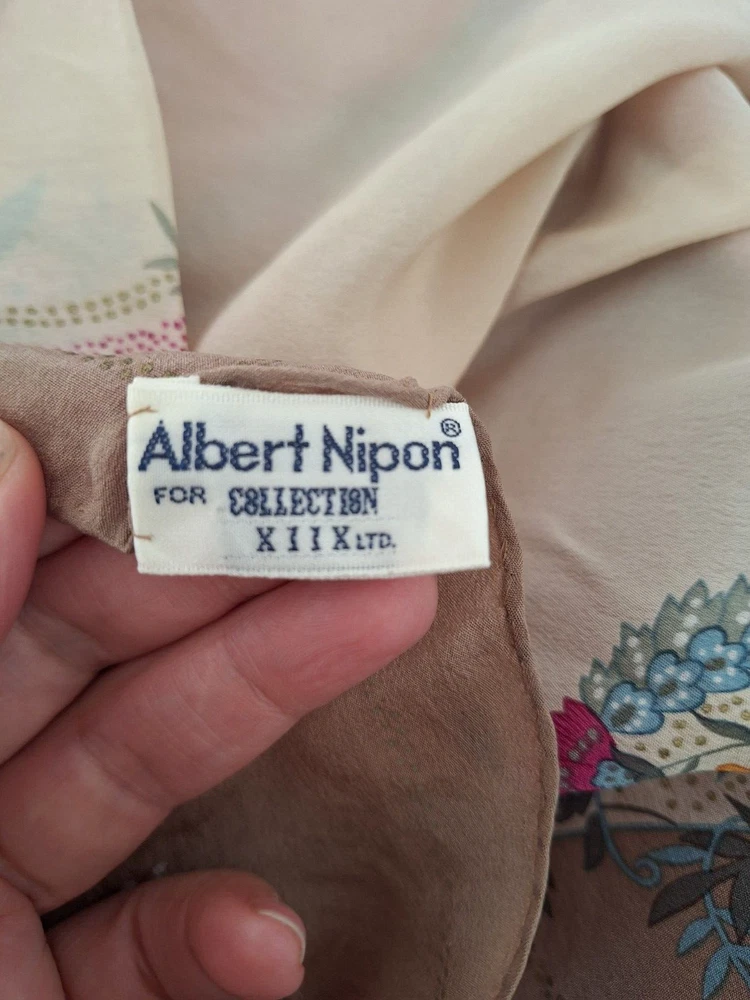 Albert Nipon®
FOR COLLECTION
XIIX LTD.